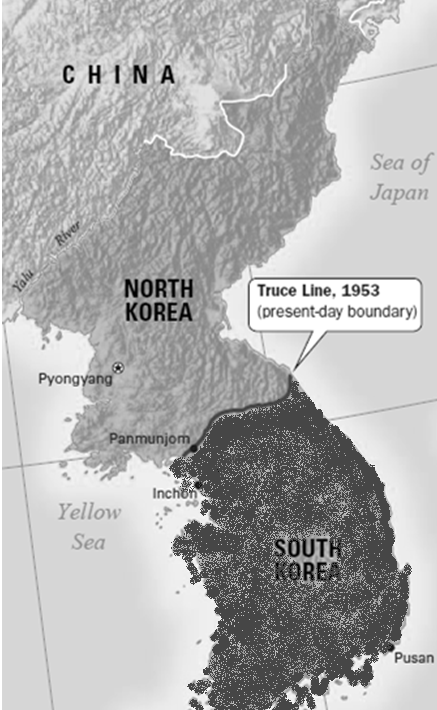 CHINA
Sea of
Japan
Yalu River
NORTH
KOREA
Truce Line, 1953
(present-day boundary)
Pyongyang
Panmunjom
Inchon
Yellow
Sea
SOUTH
KOREA
Pusan